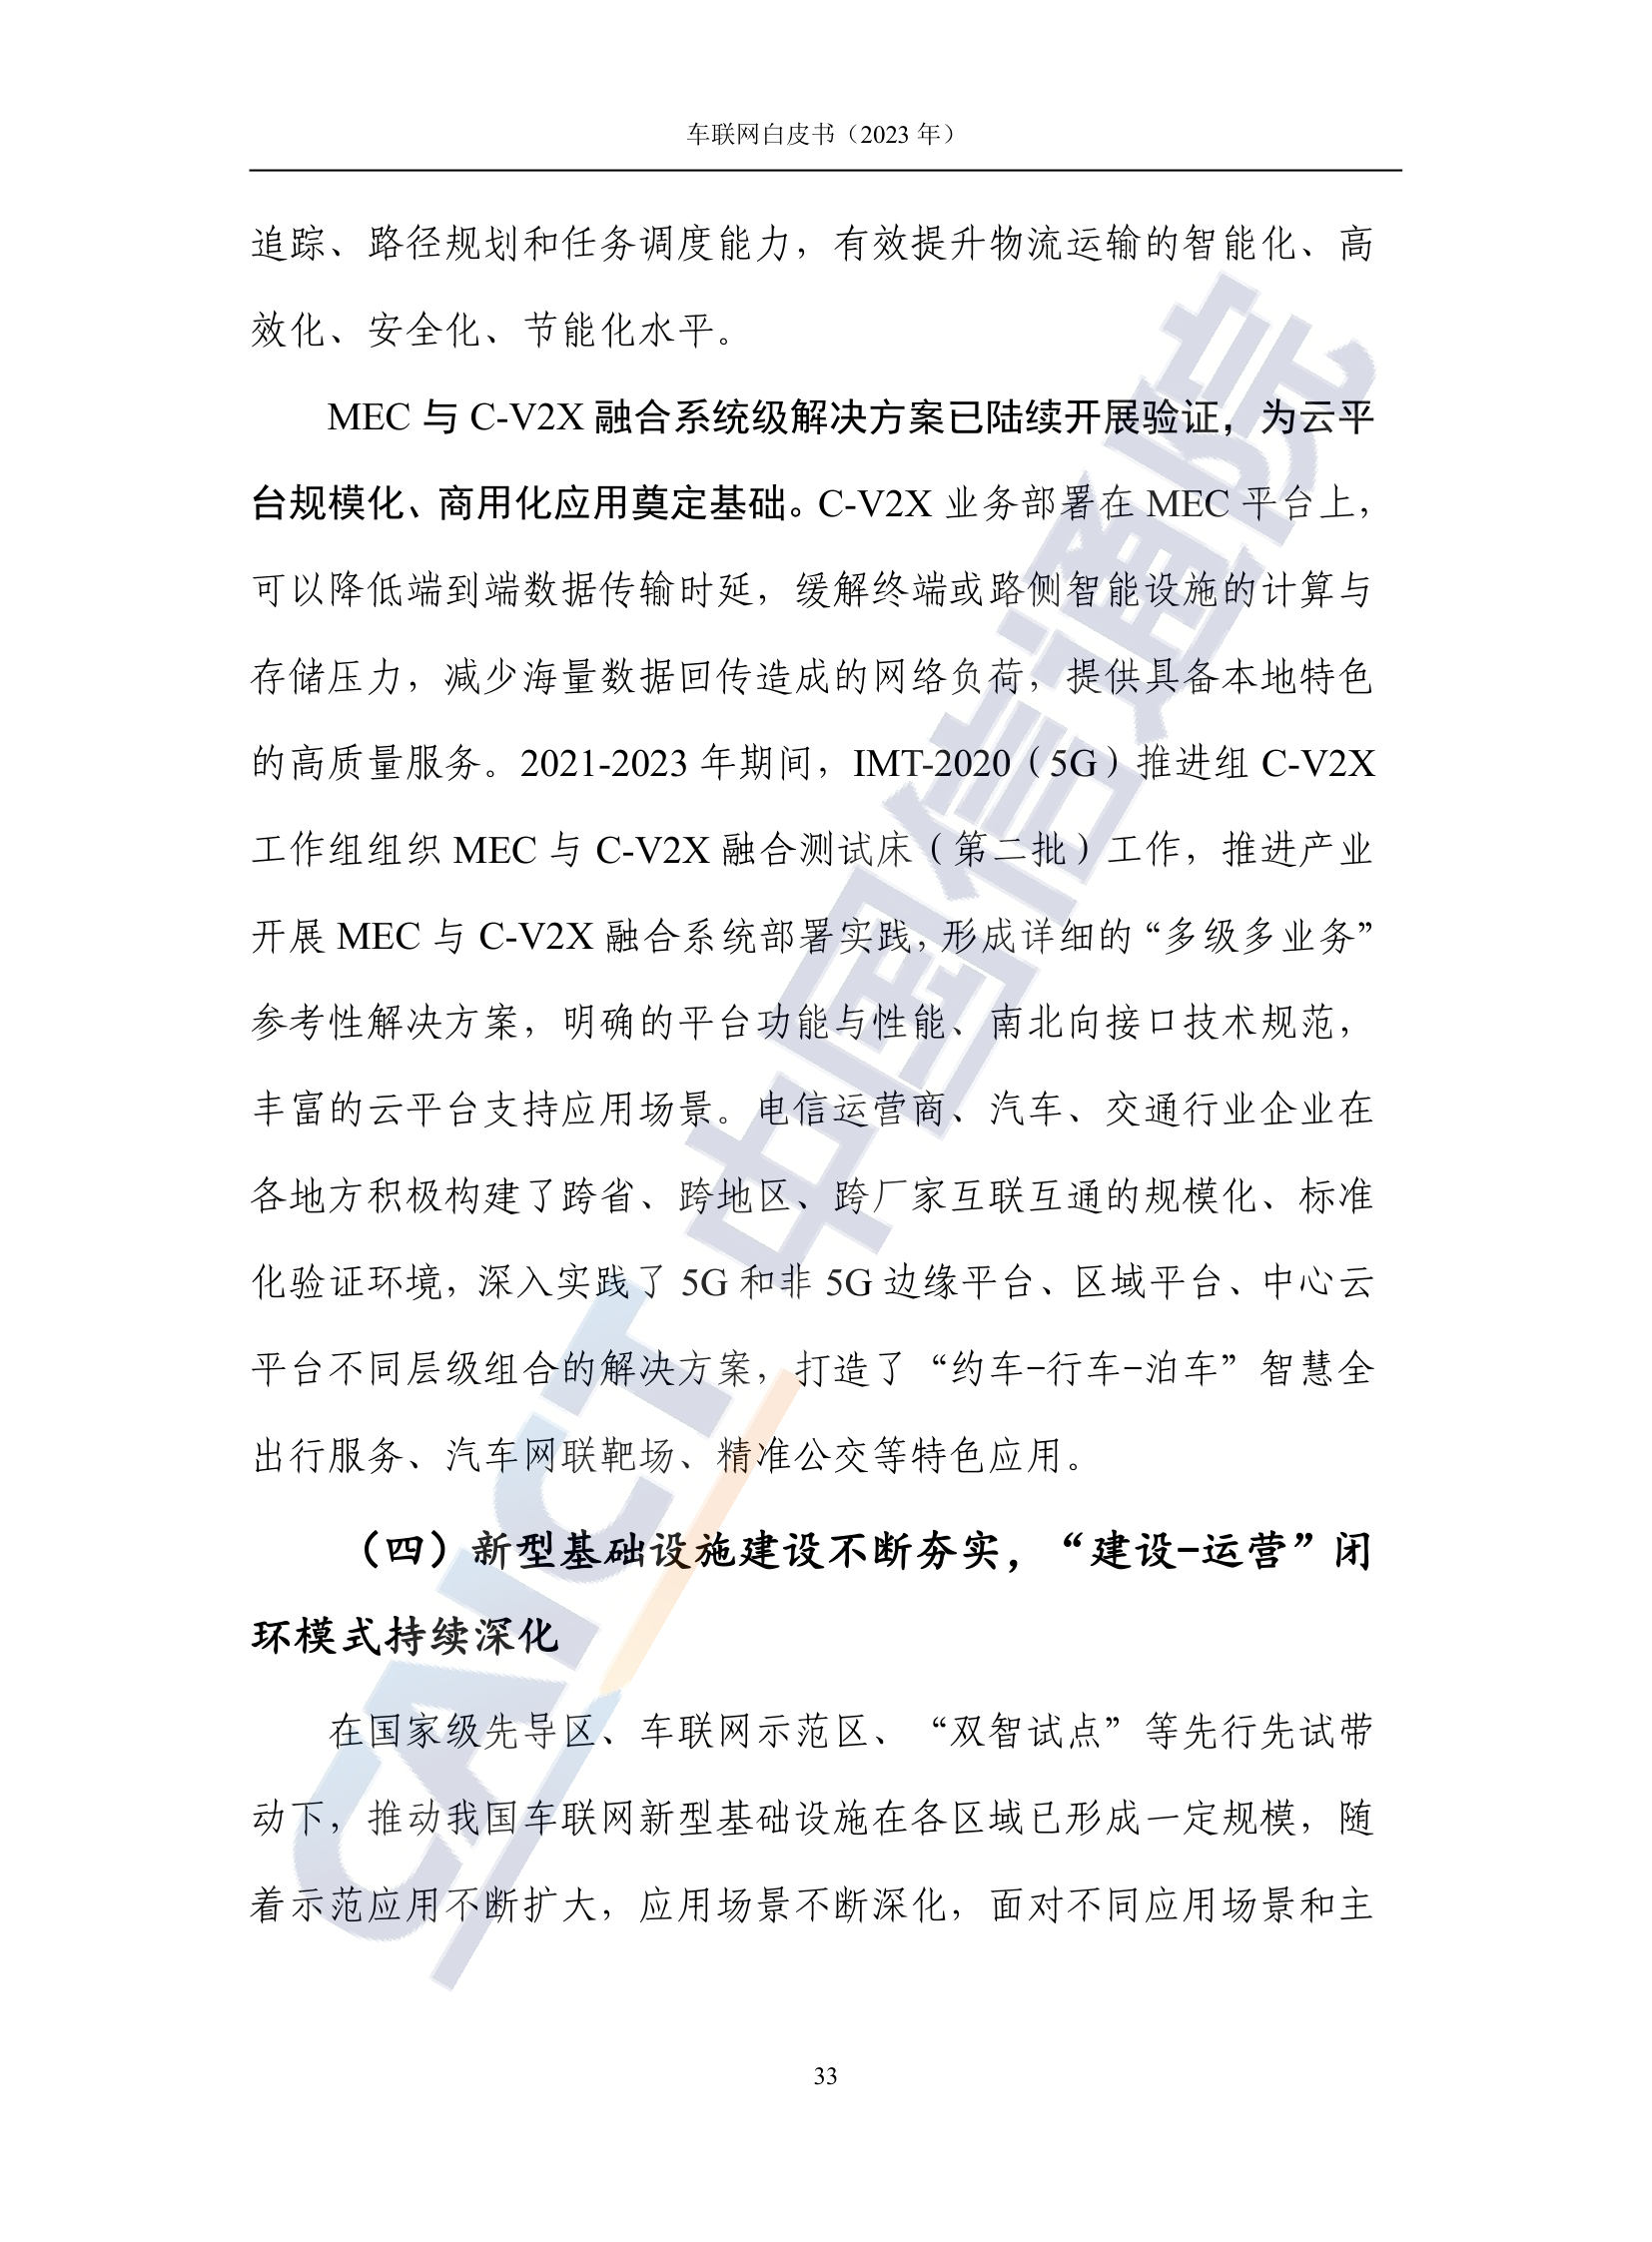 车联网白皮书（2023 年）
追踪、路径规划和任务调度能力，有效提升物流运输的智能化、高
效化、安全化、节能化水平。
MEC 与 C-V2X 融合系统级解决方案已陆续开展验证，为云平
台规模化、商用化应用奠定基础。C-V2X 业务部署在 MEC 平台上，
可以降低端到端数据传输时延，缓解终端或路侧智能设施的计算与
存储压力，减少海量数据回传造成的网络负荷，提供具备本地特色
的高质量服务。2021-2023 年期间，IMT-2020（5G）推进组 C-V2X
工作组组织 MEC 与 C-V2X 融合测试床（第二批）工作，推进产业
开展 MEC 与 C-V2X 融合系统部署实践，形成详细的“多级多业务”
参考性解决方案，明确的平台功能与性能、南北向接口技术规范，
丰富的云平台支持应用场景。电信运营商、汽车、交通行业企业在
各地方积极构建了跨省、跨地区、跨厂家互联互通的规模化、标准
化验证环境，深入实践了 5G 和非 5G 边缘平台、区域平台、中心云
平台不同层级组合的解决方案，打造了“约车-行车-泊车”智慧全
出行服务、汽车网联靶场、精准公交等特色应用。
（四）新型基础设施建设不断夯实，“建设-运营”闭
环模式持续深化
在国家级先导区、车联网示范区、“双智试点”等先行先试带
动下，推动我国车联网新型基础设施在各区域已形成一定规模，随
着示范应用不断扩大，应用场景不断深化，面对不同应用场景和主
33
CAICT 中国信通院